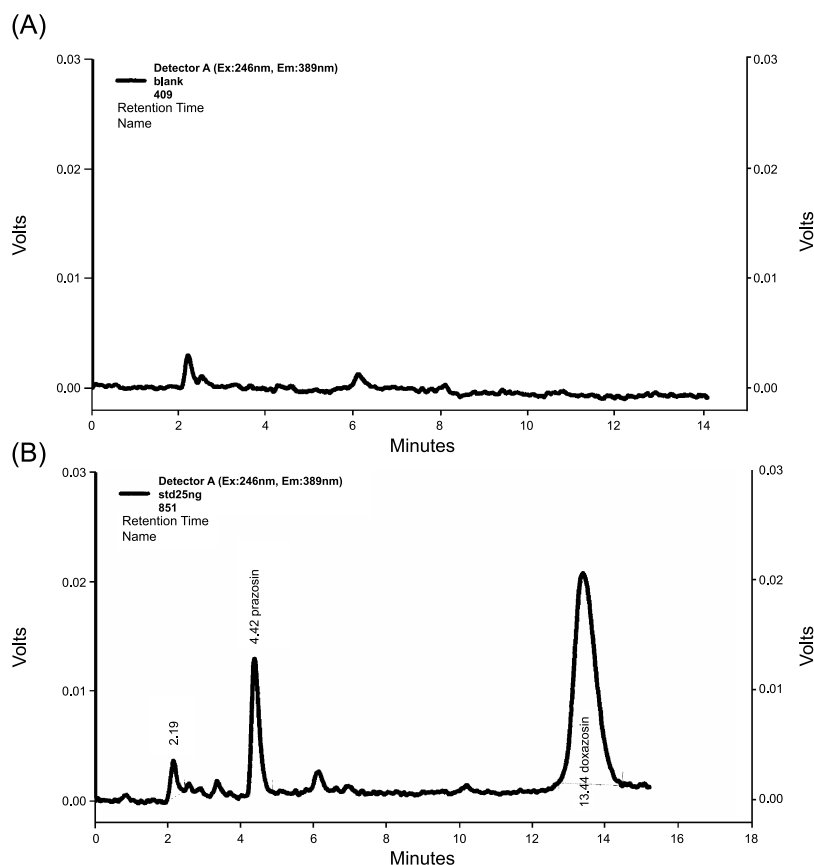 (A)
0.03
0.03
Detector A (Ex:246nm, Em:389nm)
blank
409
Retention Time
Name
0.02
0.02
Volts
Volts
0.01
0.01
0.00
0.00
0 2 4 6 8 10 12 14
Minutes
(B)
0.03
0.03
Detector A (Ex:246nm, Em:389nm)
std25ng
851
Retention Time
Name
0.02
0.02
4.42 prazosin
Volts
Volts
0.01
0.01
2.19
13.44 doxazosin
0.00
0.00
0 2 4 6 8 10 12 14 16 18
Minutes